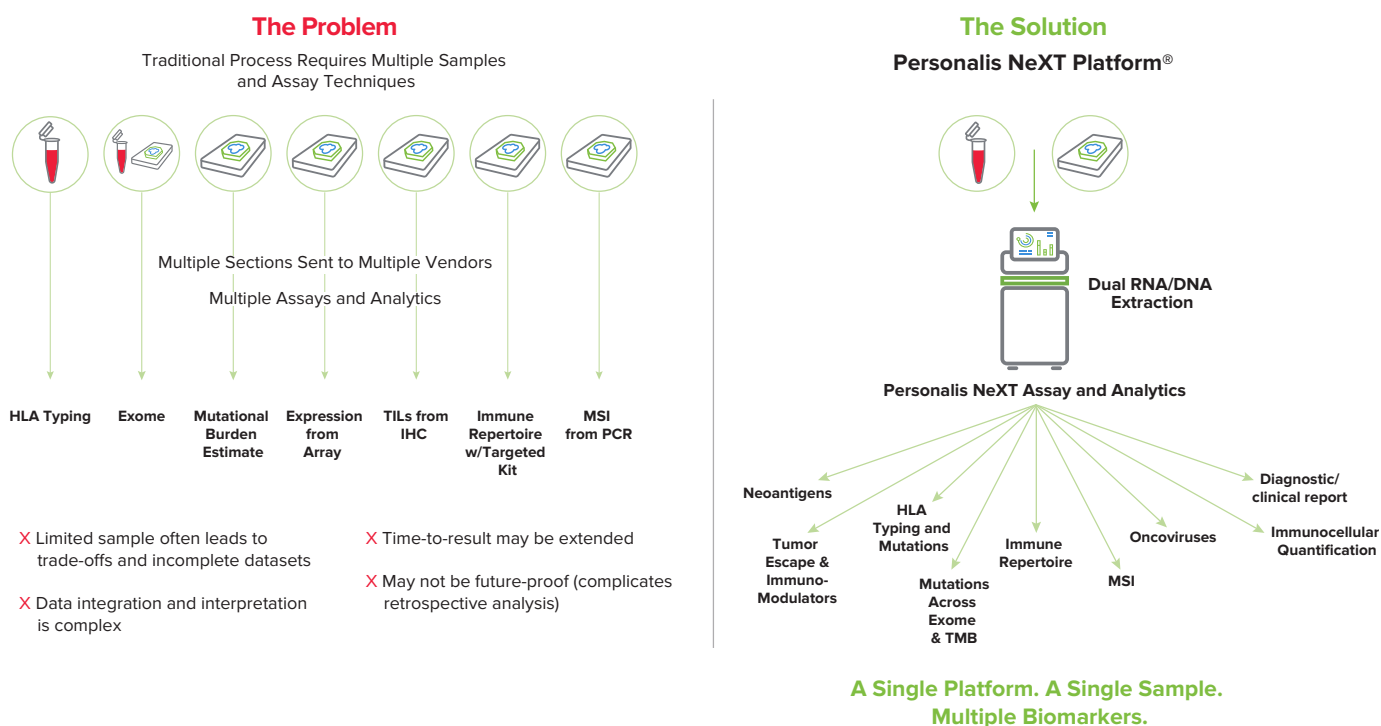 The Problem
Traditional Process Requires Multiple Samples
and Assay Techniques
Multiple Sections Sent to Multiple Vendors
Multiple Assays and Analytics
HLA Typing
Exome
Mutational
Burden
Estimate
Expression
from
Array
TILs from
IHC
Immune
Repertoire
w/Targeted
Kit
MSI
from PCR
X Limited sample often leads to
trade-offs and incomplete datasets
X Data integration and interpretation
is complex
X Time-to-result may be extended
X May not be future-proof (complicates
retrospective analysis)
The Solution
Personalis NeXT Platform®
Dual RNA/DNA
Extraction
Personalis NeXT Assay and Analytics
Neoantigens
Tumor
Escape &
Immuno-
Modulators
HLA
Typing and
Mutations
Mutations
Across
Exome
& TMB
Immune
Repertoire
MSI
Oncoviruses
Immunocellular
Quantification
Diagnostic/
clinical report
A Single Platform. A Single Sample.
Multiple Biomarkers.